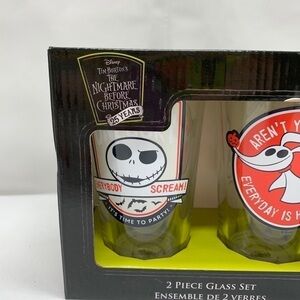 Disney
TIM BURTON'S
THE
NIGHTMARE
BEFORE
CHRISTMAS
25 YEARS
ERYBODY SCREAM!
IT'S TIME TO PARTY!
AREN'T Y
EVERYDAY IS H
2 PIECE GLASS SET
ENSEMBLE DE 2 VERRES